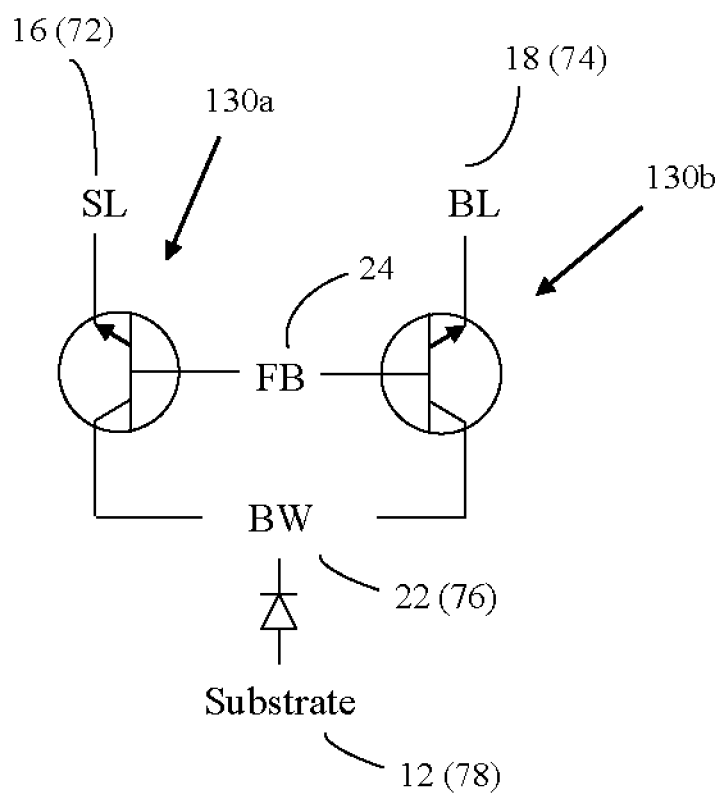 16 (72)
18 (74)
130a
130b
SL
BL
24
FB
BW
22 (76)
Substrate
12 (78)